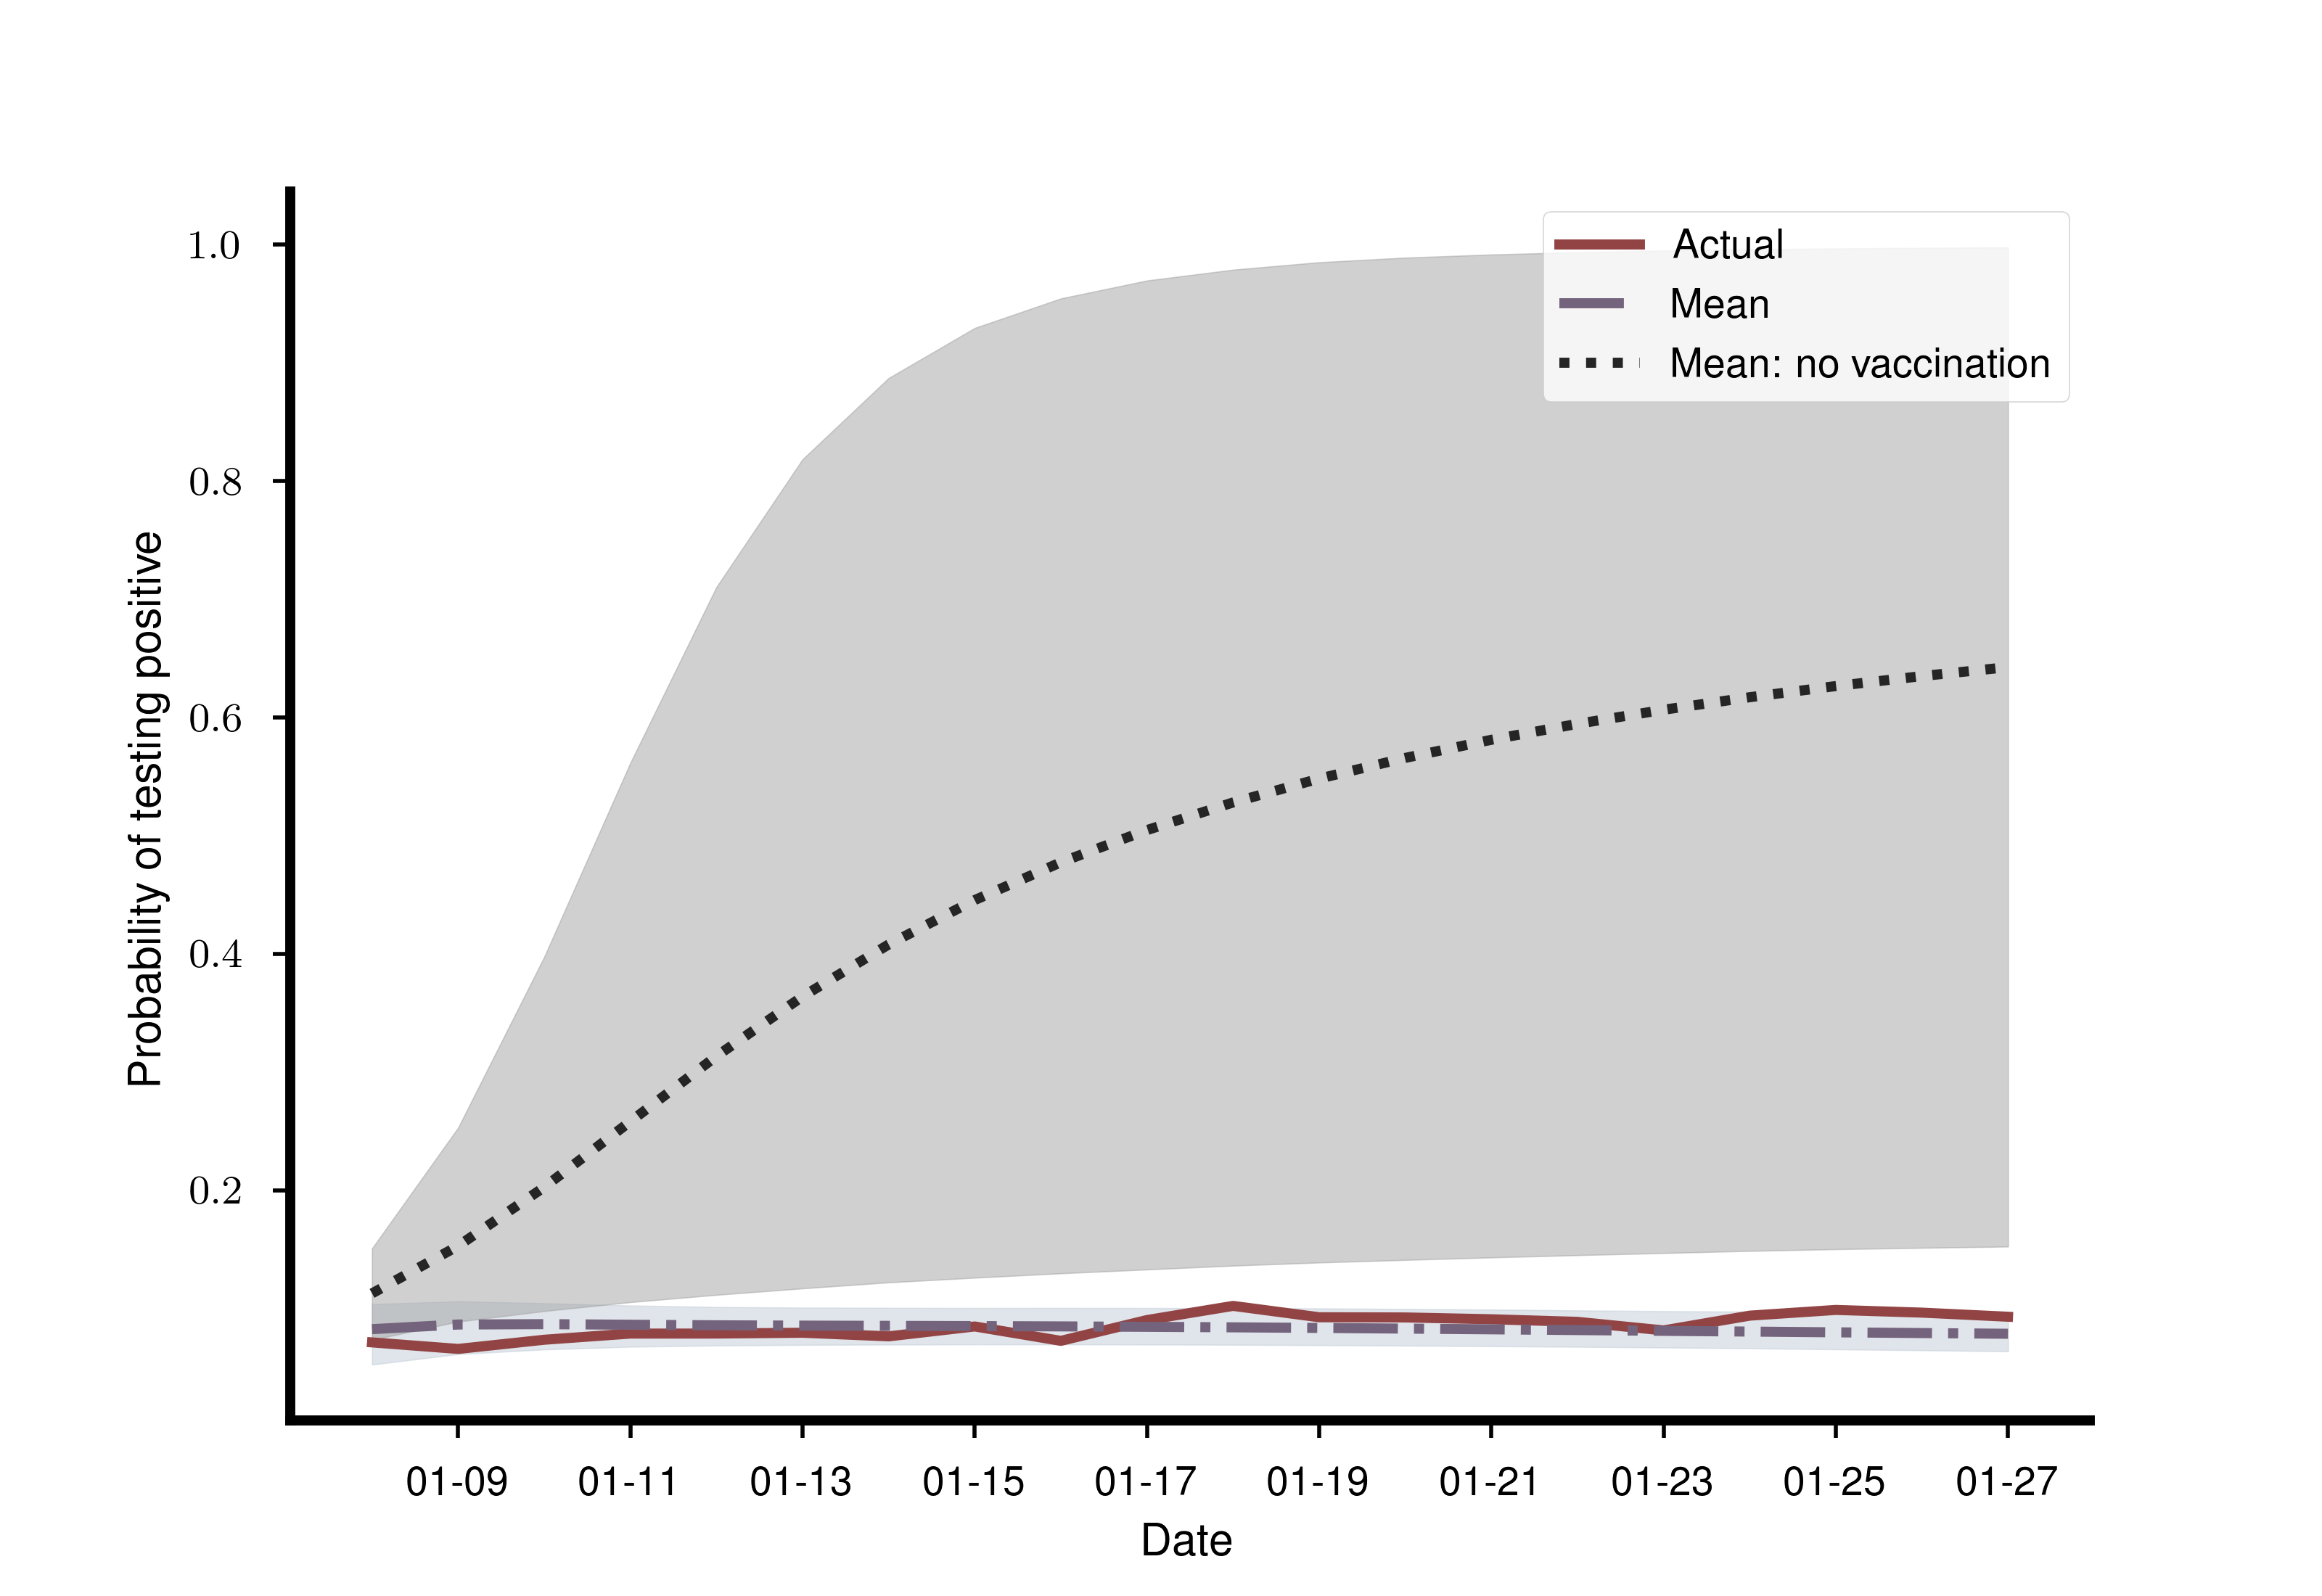 Actual
Mean
Mean: no vaccination
1.0
0.8
0.6
0.4
0.2
Probability of testing positive
01-09 01-11 01-13 01-15 01-17 01-19 01-21 01-23 01-25 01-27
Date